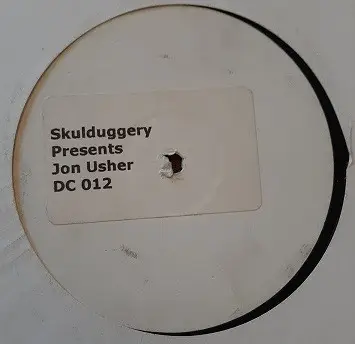 Skulduggery
Presents
Jon Usher
DC 012